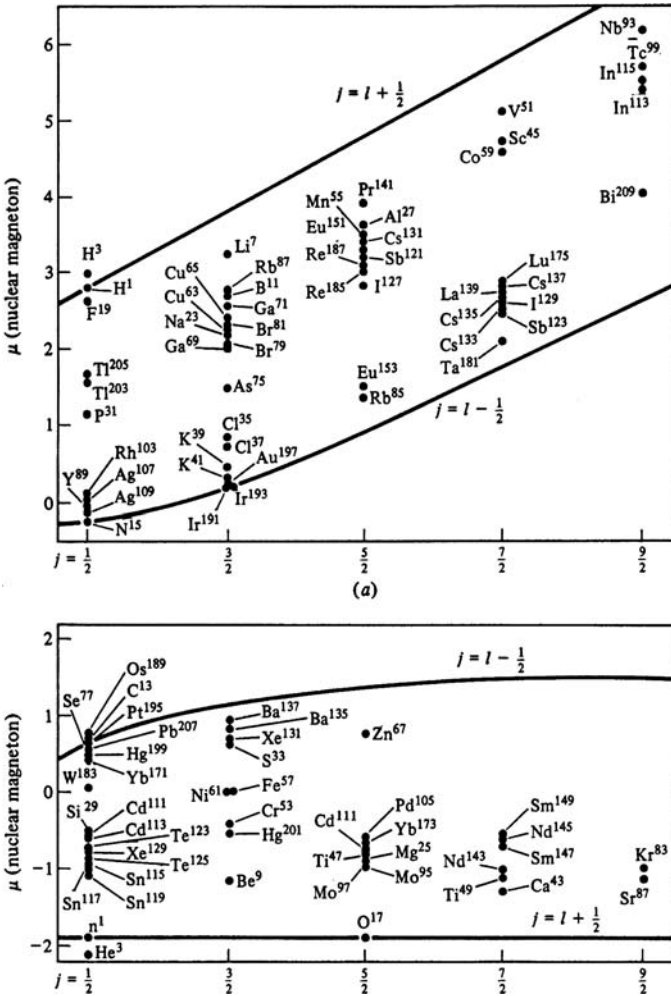 6
5
4
3
2
1
0
μ (nuclear magneton)
j = l + 1/2
j = l − 1/2
H³
H¹
F¹⁹
Tl²⁰⁵
Tl²⁰³
P³¹
Rh¹⁰³
Y⁸⁹
Ag¹⁰⁷
Ag¹⁰⁹
N¹⁵
Li⁷
Cu⁶⁵
Rb⁸⁷
B¹¹
Cu⁶³
Ga⁷¹
Na²³
Br⁸¹
Ga⁶⁹
Br⁷⁹
As⁷⁵
Cl³⁵
K³⁹
Cl³⁷
K⁴¹
Au¹⁹⁷
Ir¹⁹³
Ir¹⁹¹
Pr¹⁴¹
Mn⁵⁵
Al²⁷
Eu¹⁵¹
Cs¹³¹
Re¹⁸⁷
Sb¹²¹
Re¹⁸⁵
I¹²⁷
Eu¹⁵³
Rb⁸⁵
V⁵¹
Sc⁴⁵
Co⁵⁹
Lu¹⁷⁵
La¹³⁹
Cs¹³⁷
Cs¹³⁵
I¹²⁹
Cs¹³³
Sb¹²³
Ta¹⁸¹
Nb⁹³
Tc⁹⁹
In¹¹⁵
In¹¹³
Bi²⁰⁹
j = 1/2
3/2
5/2
7/2
9/2
(a)
2
1
0
−1
−2
μ (nuclear magneton)
j = l − 1/2
j = l + 1/2
Os¹⁸⁹
Se⁷⁷
C¹³
Pt¹⁹⁵
Pb²⁰⁷
Hg¹⁹⁹
W¹⁸³
Yb¹⁷¹
Si²⁹
Cd¹¹¹
Cd¹¹³
Te¹²³
Xe¹²⁹
Te¹²⁵
Sn¹¹⁵
Sn¹¹⁷
Sn¹¹⁹
n¹
He³
Ba¹³⁷
Ba¹³⁵
Xe¹³¹
S³³
Ni⁶¹
Fe⁵⁷
Cr⁵³
Hg²⁰¹
Be⁹
Zn⁶⁷
Pd¹⁰⁵
Cd¹¹¹
Yb¹⁷³
Ti⁴⁷
Mg²⁵
Mo⁹⁷
Mo⁹⁵
O¹⁷
Sm¹⁴⁹
Nd¹⁴⁵
Nd¹⁴³
Sm¹⁴⁷
Ti⁴⁹
Ca⁴³
Kr⁸³
Sr⁸⁷
j = 1/2
3/2
5/2
7/2
9/2